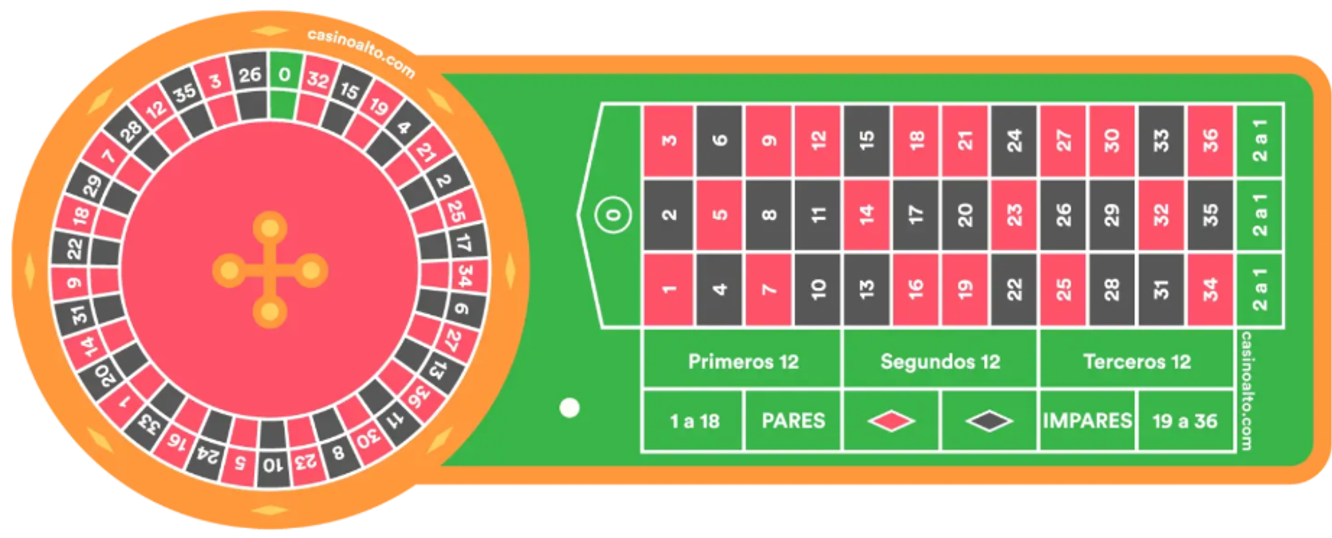 casinoalto.com
0 32 15 19 4 21 2 25 17 34 6 27 13 36 11 30 8 23 10 5 24 16 33 1 20 14 31 9 22 18 29 7 28 12 35 3 26
3 6 9 12 15 18 21 24 27 30 33 36 2 a 1
0 2 5 8 11 14 17 20 23 26 29 32 35 2 a 1
1 4 7 10 13 16 19 22 25 28 31 34 2 a 1
Primeros 12 Segundos 12 Terceros 12
1 a 18 PARES IMPARES 19 a 36
casinoalto.com